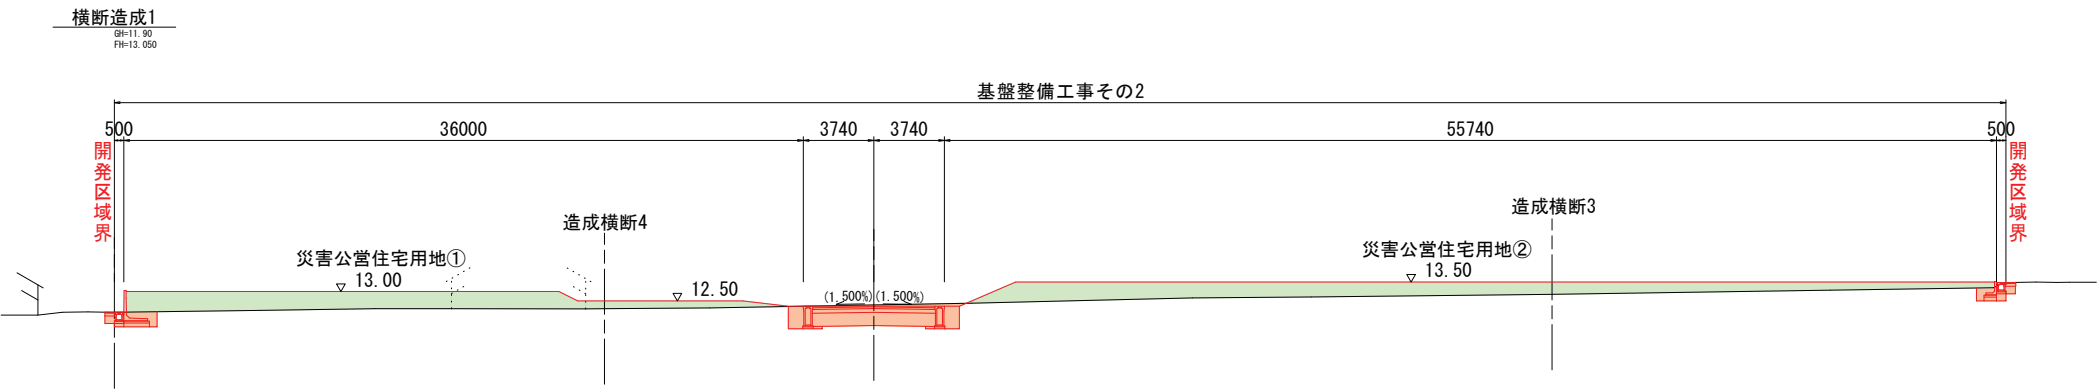 横断造成1
GH=11.90
FH=13.050
基盤整備工事その2
500
36000
3740
3740
55740
500
開発区域界
開発区域界
造成横断4
造成横断3
災害公営住宅用地①
13.00
災害公営住宅用地②
13.50
12.50
(1.500%)
(1.500%)